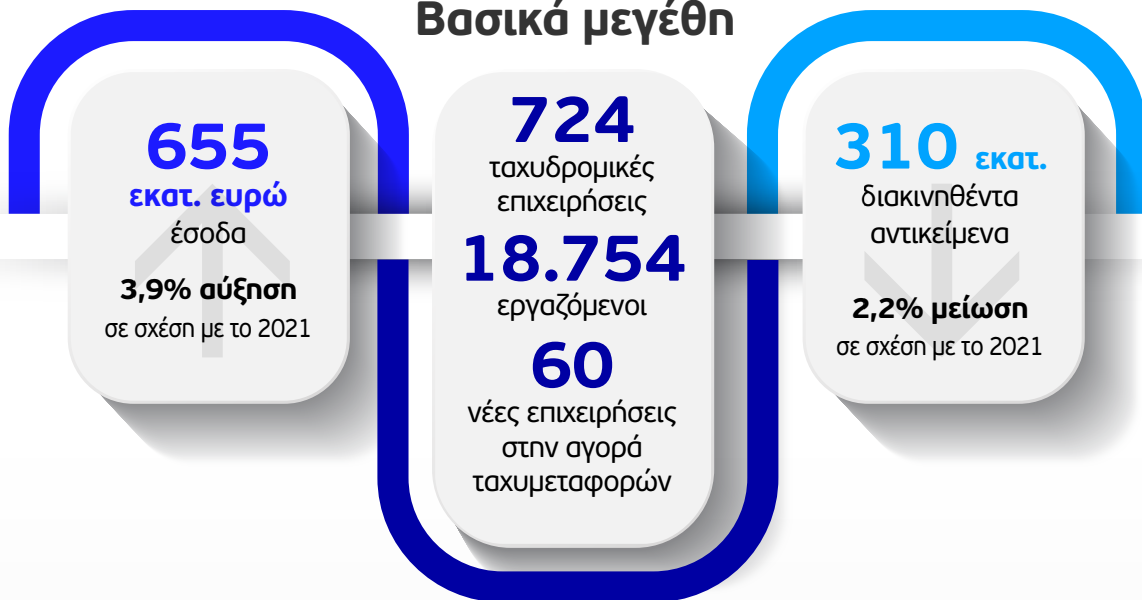 Βασικά μεγέθη
655
εκατ. ευρώ
έσοδα
3,9% αύξηση
σε σχέση με το 2021
724
ταχυδρομικές
επιχειρήσεις
18.754
εργαζόμενοι
60
νέες επιχειρήσεις
στην αγορά
ταχυμεταφορών
310 εκατ.
διακινηθέντα
αντικείμενα
2,2% μείωση
σε σχέση με το 2021